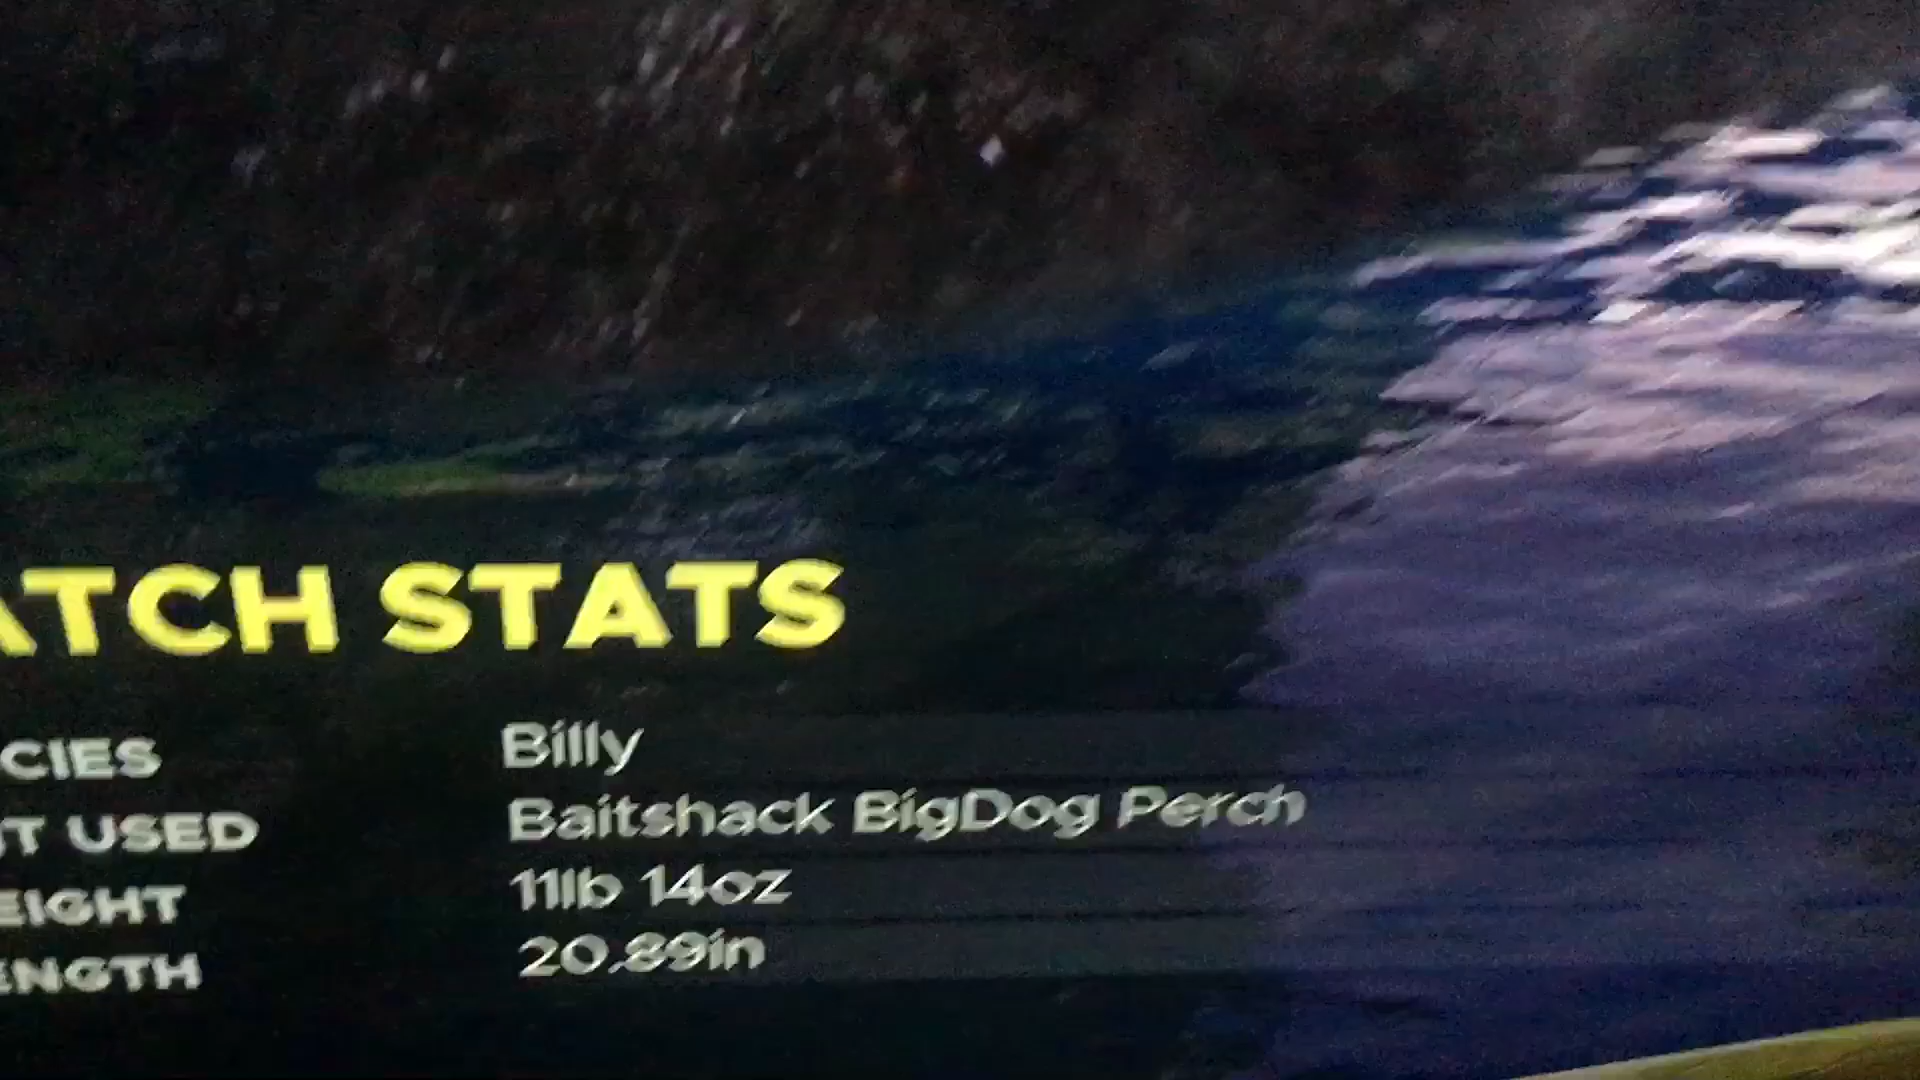 ATCH STATS
CIES Billy
T USED Baitshack BigDog Perch
EIGHT 11lb 14oz
ENGTH 20.89in